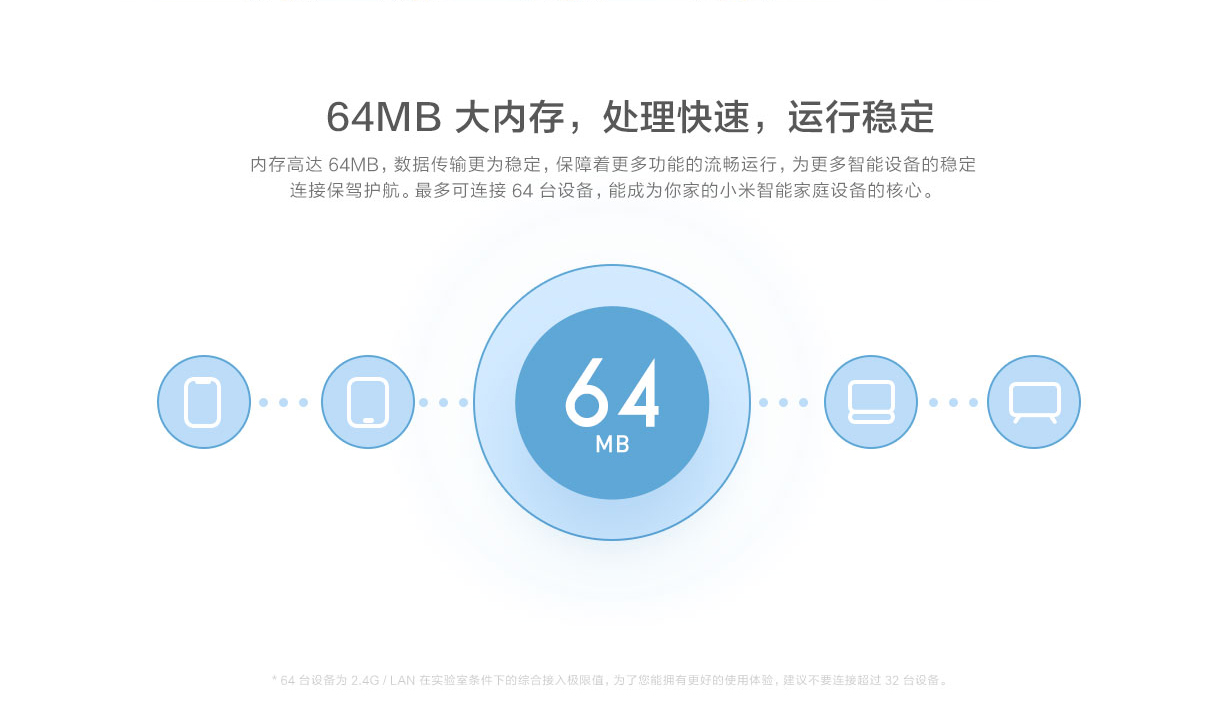 64MB 大内存，处理快速，运行稳定
内存高达 64MB，数据传输更为稳定，保障着更多功能的流畅运行，为更多智能设备的稳定
连接保驾护航。最多可连接 64 台设备，能成为你家的小米智能家庭设备的核心。
64
MB
* 64 台设备为 2.4G / LAN 在实验室条件下的综合接入极限值，为了您能拥有更好的使用体验，建议不要连接超过 32 台设备。